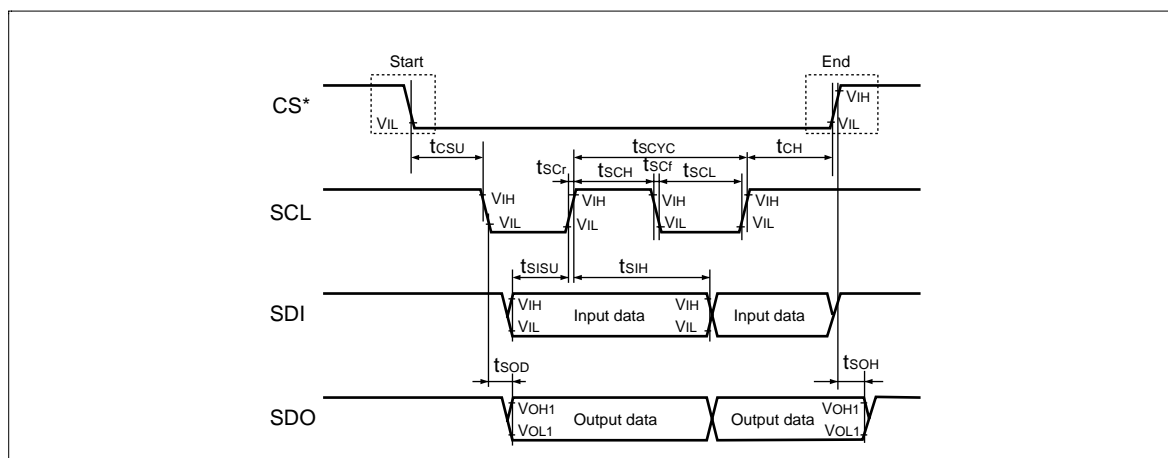 Start End
CS* VIL VIH VIL
tCSU tSCr tSCYC tSCH tSCf tSCL tCH
SCL VIH VIL VIH VIL VIH VIL VIH VIL
tSISU tSIH
SDI VIH VIL Input data VIH VIL Input data
tSOD tSOH
SDO VOH1 VOL1 Output data Output data VOH1 VOL1